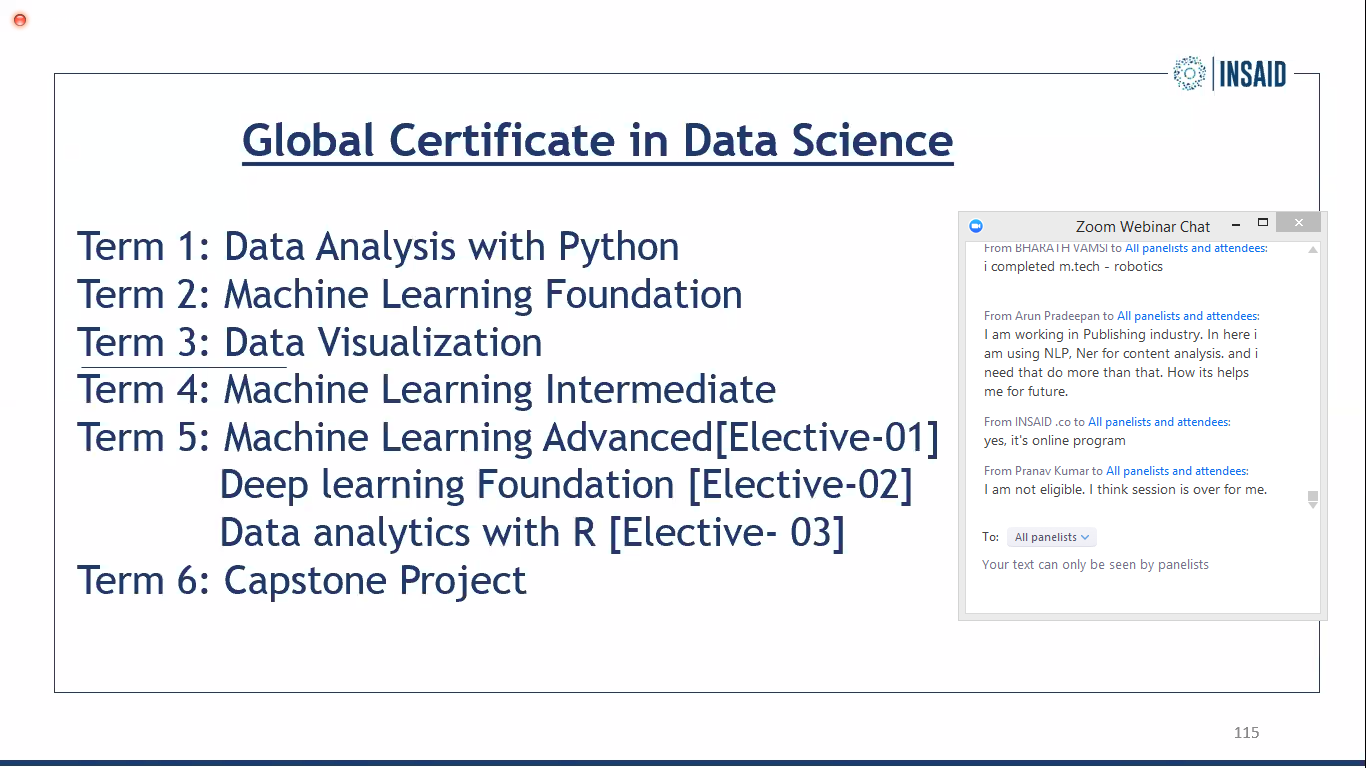 INSAID
Global Certificate in Data Science
Term 1: Data Analysis with Python
Term 2: Machine Learning Foundation
Term 3: Data Visualization
Term 4: Machine Learning Intermediate
Term 5: Machine Learning Advanced[Elective-01]
Deep learning Foundation [Elective-02]
Data analytics with R [Elective- 03]
Term 6: Capstone Project
Zoom Webinar Chat
From BHARATH VAMSI to All panelists and attendees:
i completed m.tech - robotics
From Arun Pradeepan to All panelists and attendees:
I am working in Publishing industry. In here i
am using NLP, Ner for content analysis. and i
need that do more than that. How its helps
me for future.
From INSAID .co to All panelists and attendees:
yes, it's online program
From Pranav Kumar to All panelists and attendees:
I am not eligible. I think session is over for me.
To: All panelists
Your text can only be seen by panelists
115